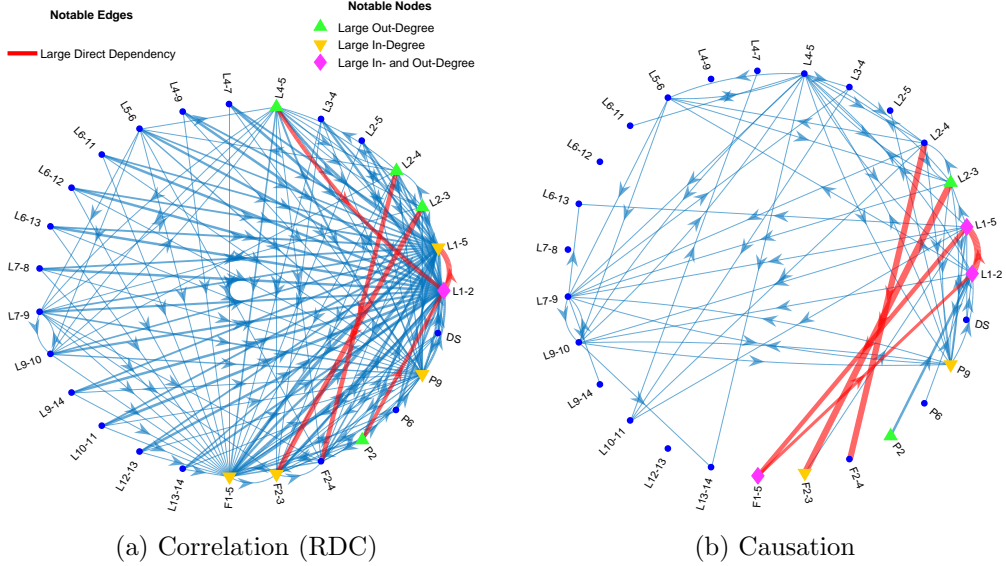 Notable Edges
Large Direct Dependency
Notable Nodes
Large Out-Degree
Large In-Degree
Large In- and Out-Degree
L4-5
L3-4
L2-5
L2-4
L2-3
L1-5
L1-2
DS
P9
P6
P2
F2-4
F2-3
F1-5
L13-14
L12-13
L10-11
L9-14
L9-10
L7-9
L7-8
L6-13
L6-12
L6-11
L5-6
L4-9
L4-7
(a) Correlation (RDC)
L4-5
L3-4
L2-5
L2-4
L2-3
L1-5
L1-2
DS
P9
P6
P2
F2-4
F2-3
F1-5
L13-14
L12-13
L10-11
L9-14
L9-10
L7-9
L7-8
L6-13
L6-12
L6-11
L5-6
L4-9
L4-7
(b) Causation